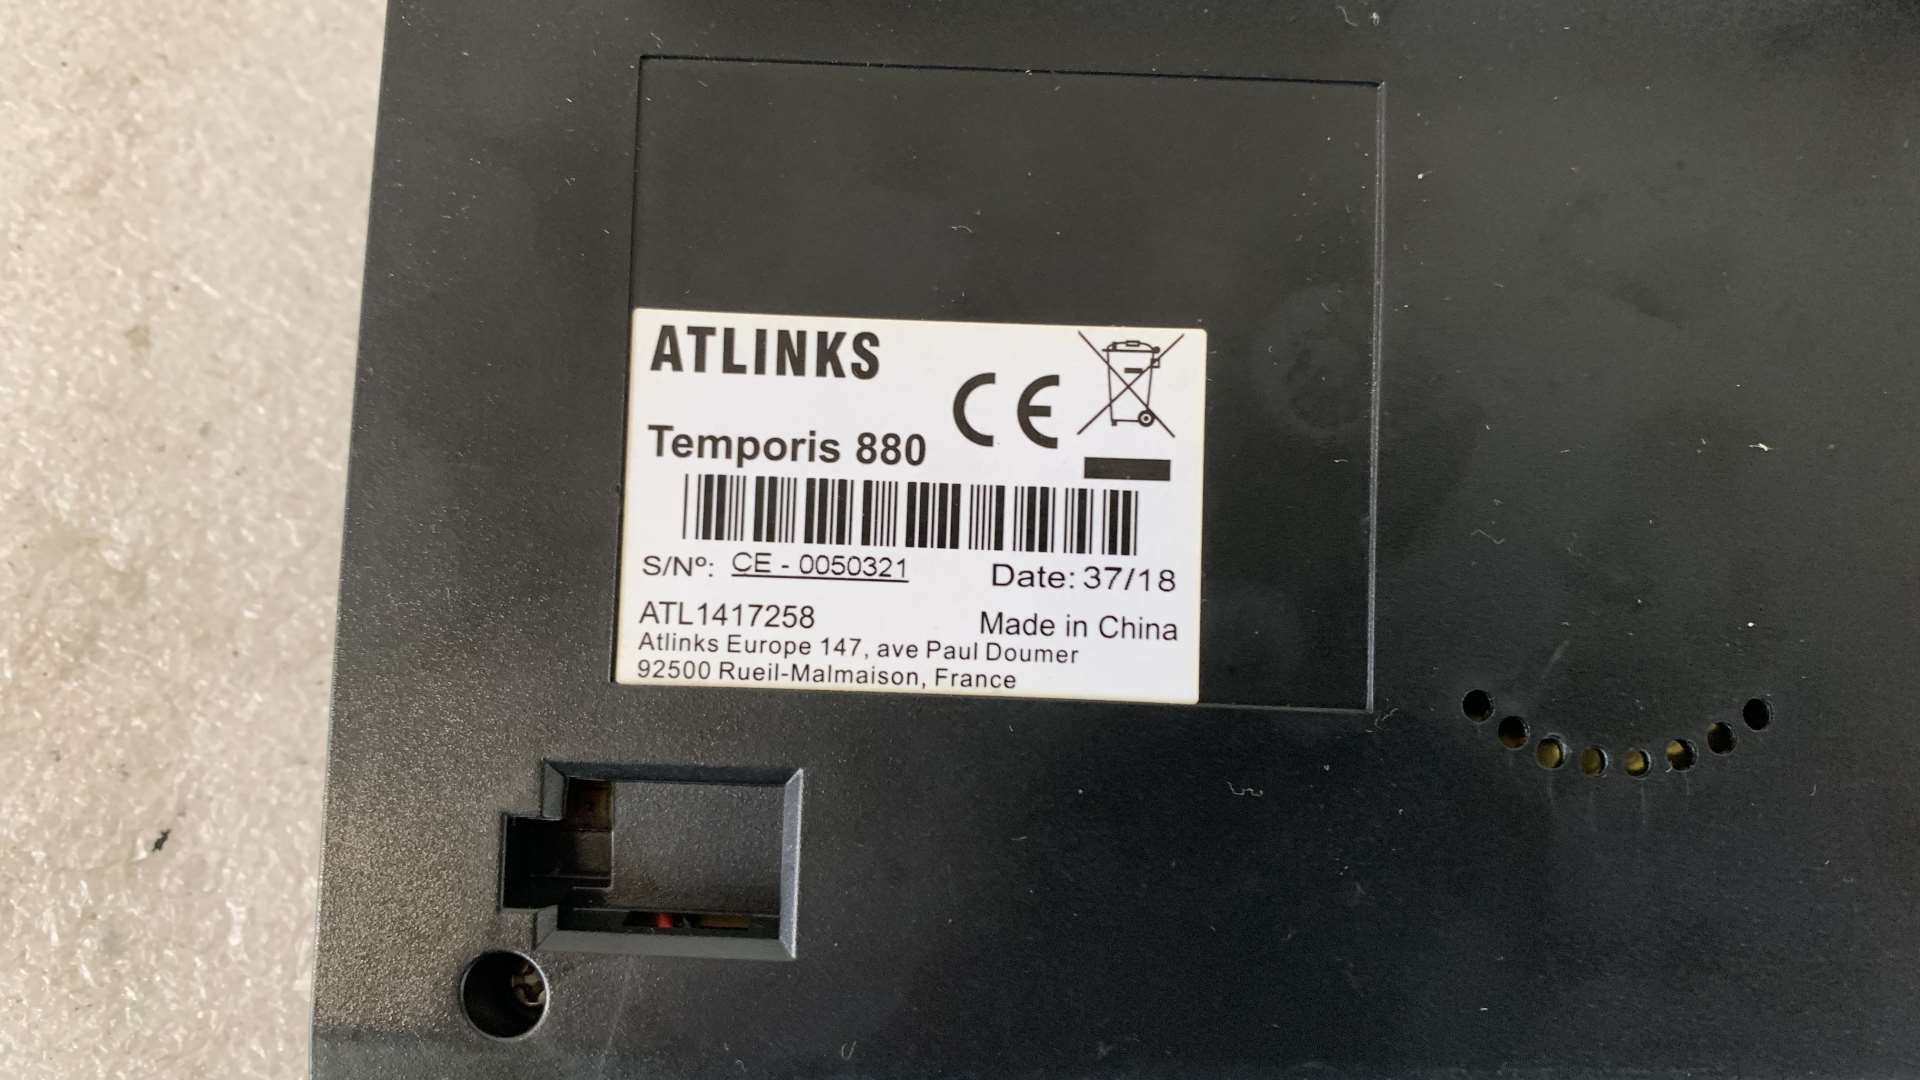 ATLINKS
CE
Temporis 880
S/Nº: CE - 0050321 Date: 37/18
ATL1417258 Made in China
Atlinks Europe 147, ave Paul Doumer
92500 Rueil-Malmaison, France